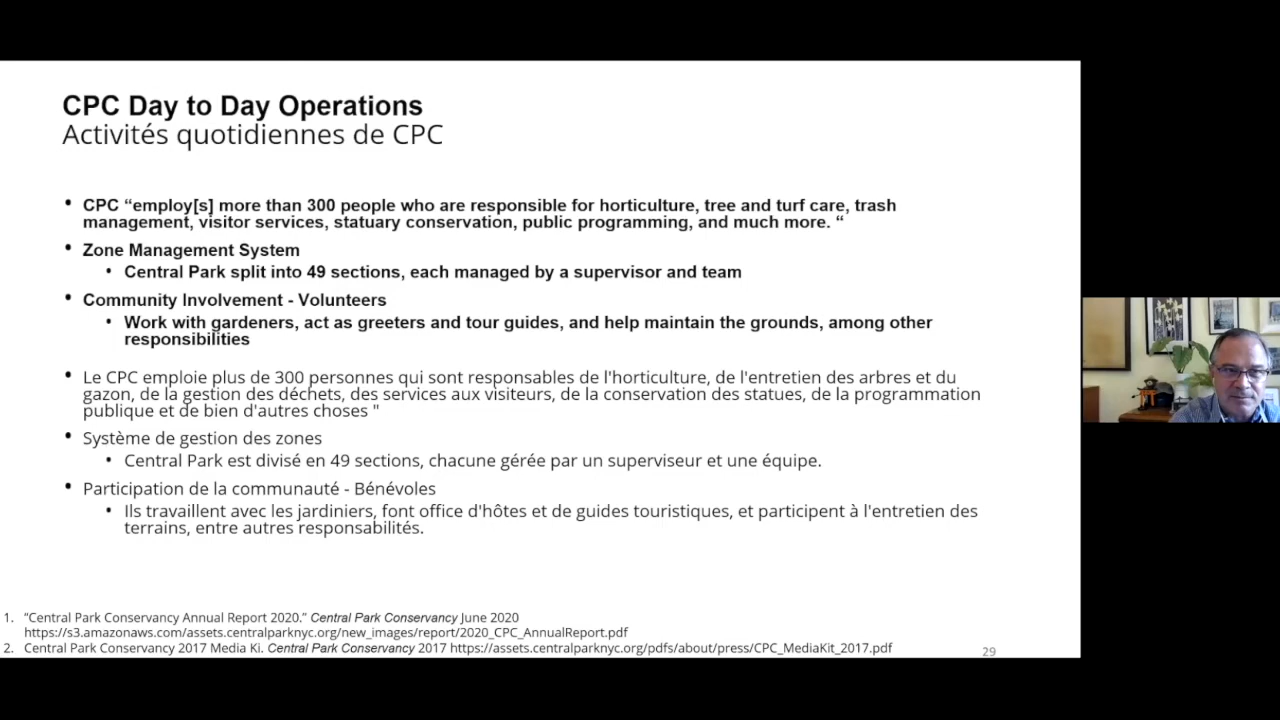 CPC Day to Day Operations
Activités quotidiennes de CPC
• CPC “employ[s] more than 300 people who are responsible for horticulture, tree and turf care, trash
management, visitor services, statuary conservation, public programming, and much more. “
• Zone Management System
• Central Park split into 49 sections, each managed by a supervisor and team
• Community Involvement - Volunteers
• Work with gardeners, act as greeters and tour guides, and help maintain the grounds, among other
responsibilities
• Le CPC emploie plus de 300 personnes qui sont responsables de l'horticulture, de l'entretien des arbres et du
gazon, de la gestion des déchets, des services aux visiteurs, de la conservation des statues, de la programmation
publique et de bien d'autres choses "
• Système de gestion des zones
• Central Park est divisé en 49 sections, chacune gérée par un superviseur et une équipe.
• Participation de la communauté - Bénévoles
• Ils travaillent avec les jardiniers, font office d'hôtes et de guides touristiques, et participent à l'entretien des
terrains, entre autres responsabilités.
1. “Central Park Conservancy Annual Report 2020.” Central Park Conservancy June 2020
https://s3.amazonaws.com/assets.centralparknyc.org/new_images/report/2020_CPC_AnnualReport.pdf
2. Central Park Conservancy 2017 Media Ki. Central Park Conservancy 2017 https://assets.centralparknyc.org/pdfs/about/press/CPC_MediaKit_2017.pdf
29